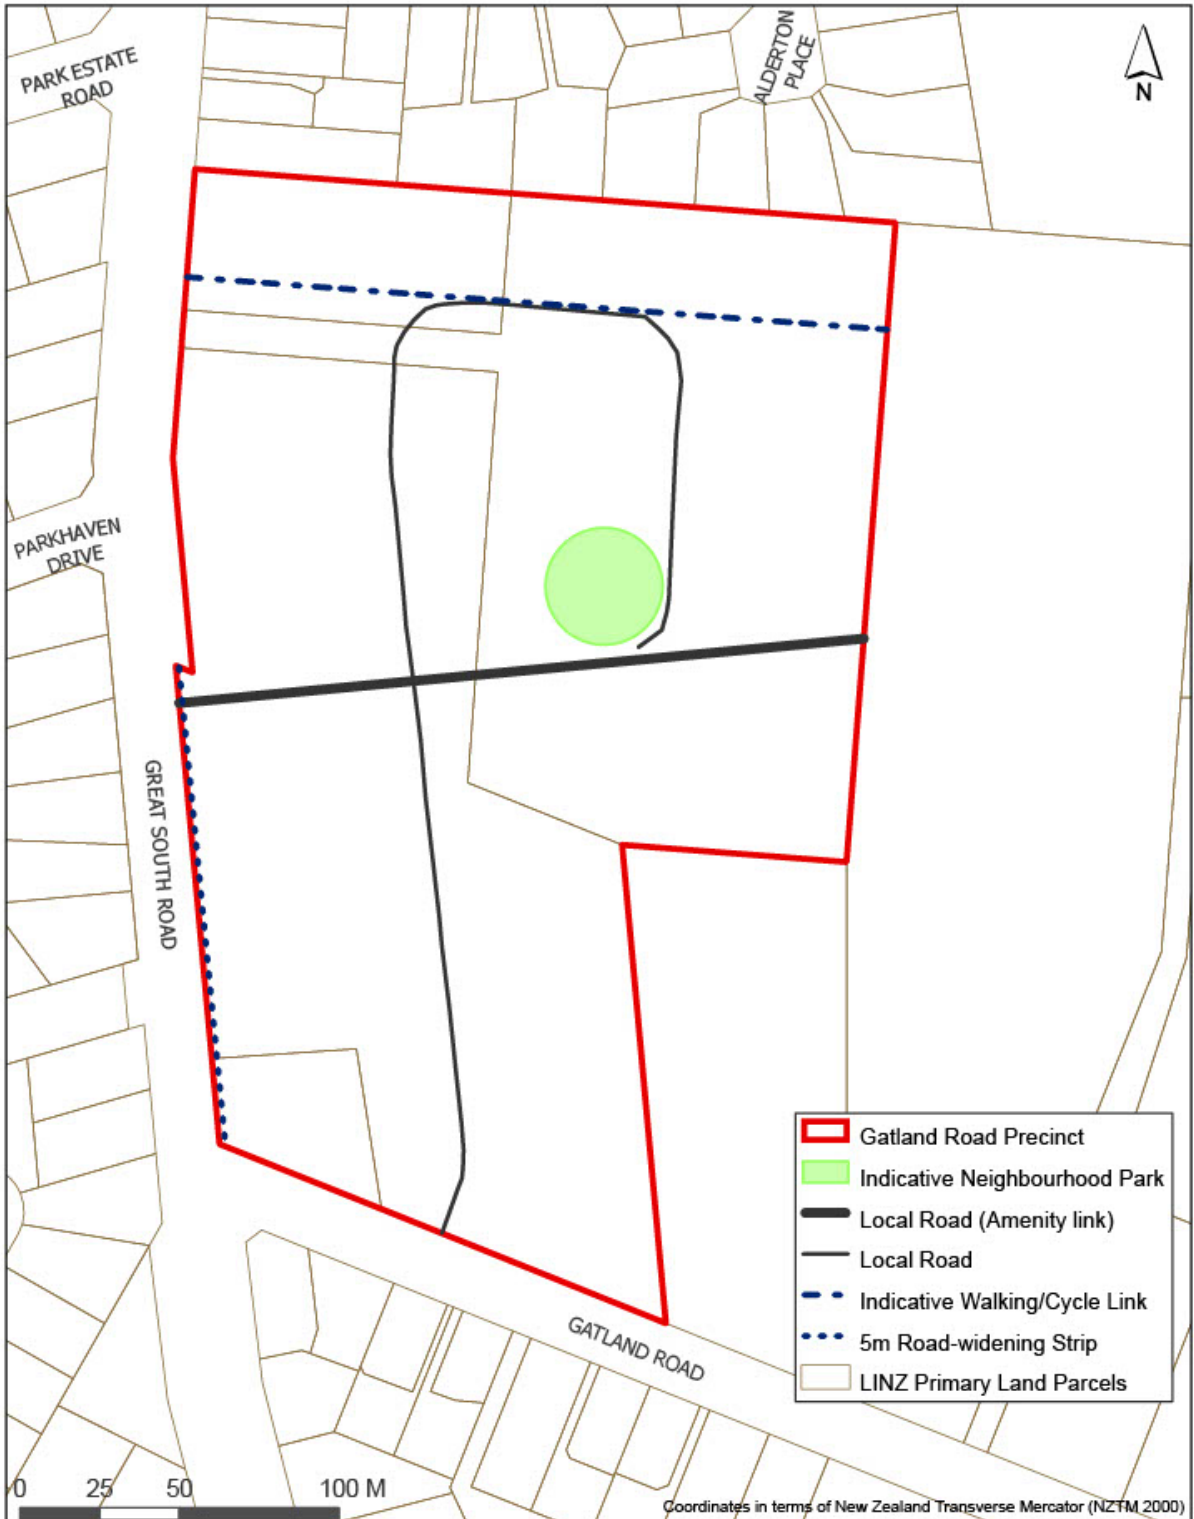 PARK ESTATE
ROAD
ALDERTON
PLACE
N
PARKHAVEN
DRIVE
GREAT SOUTH ROAD
GATLAND ROAD
Gatland Road Precinct
Indicative Neighbourhood Park
Local Road (Amenity link)
Local Road
Indicative Walking/Cycle Link
5m Road-widening Strip
LINZ Primary Land Parcels
0 25 50 100 M
Coordinates in terms of New Zealand Transverse Mercator (NZTM 2000)